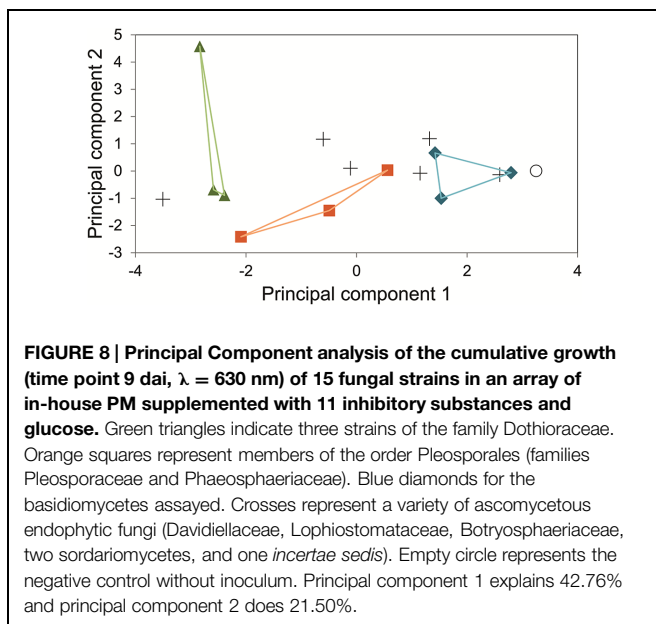 5
4
3
2
1
0
-1
-2
-3
Principal component 2
-4 -2 0 2 4
Principal component 1
FIGURE 8 | Principal Component analysis of the cumulative growth
(time point 9 dai, λ = 630 nm) of 15 fungal strains in an array of
in-house PM supplemented with 11 inhibitory substances and
glucose. Green triangles indicate three strains of the family Dothioraceae.
Orange squares represent members of the order Pleosporales (families
Pleosporaceae and Phaeosphaeriaceae). Blue diamonds for the
basidiomycetes assayed. Crosses represent a variety of ascomycetous
endophytic fungi (Davidiellaceae, Lophiostomataceae, Botryosphaeriaceae,
two sordariomycetes, and one incertae sedis). Empty circle represents the
negative control without inoculum. Principal component 1 explains 42.76%
and principal component 2 does 21.50%.